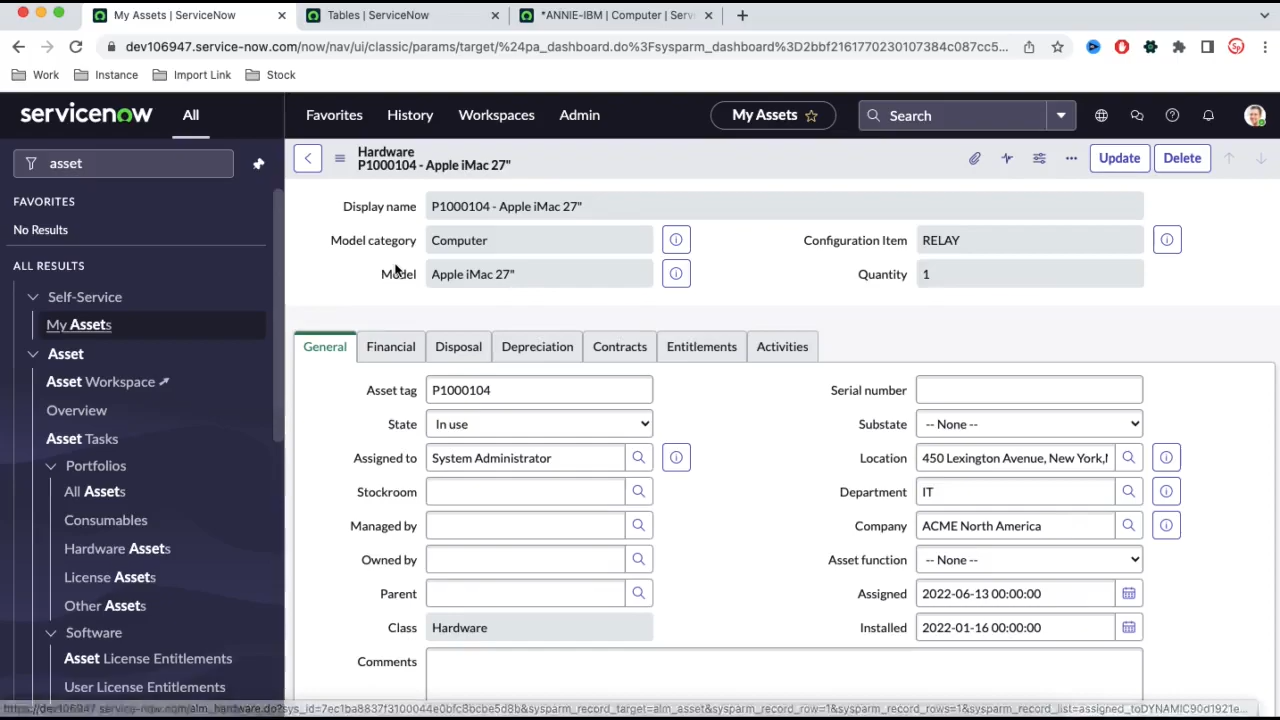 My Assets | ServiceNow
Tables | ServiceNow
*ANNIE-IBM | Computer | Serv
dev106947.service-now.com/now/nav/ui/classic/params/target/%24pa_dashboard.do%3Fsysparm_dashboard%3D2bbf2161770230107384c087cc5...
Work
Instance
Import Link
Stock
servicenow
All
Favorites
History
Workspaces
Admin
My Assets
Search
asset
FAVORITES
No Results
ALL RESULTS
Self-Service
My Assets
Asset
Asset Workspace
Overview
Asset Tasks
Portfolios
All Assets
Consumables
Hardware Assets
License Assets
Other Assets
Software
Asset License Entitlements
User License Entitlements
Hardware
P1000104 - Apple iMac 27"
Update
Delete
Display name P1000104 - Apple iMac 27"
Model category Computer
Configuration Item RELAY
Model Apple iMac 27"
Quantity 1
General
Financial
Disposal
Depreciation
Contracts
Entitlements
Activities
Asset tag P1000104
Serial number
State In use
Substate -- None --
Assigned to System Administrator
Location 450 Lexington Avenue, New York,
Stockroom
Department IT
Managed by
Company ACME North America
Owned by
Asset function -- None --
Parent
Assigned 2022-06-13 00:00:00
Class Hardware
Installed 2022-01-16 00:00:00
Comments